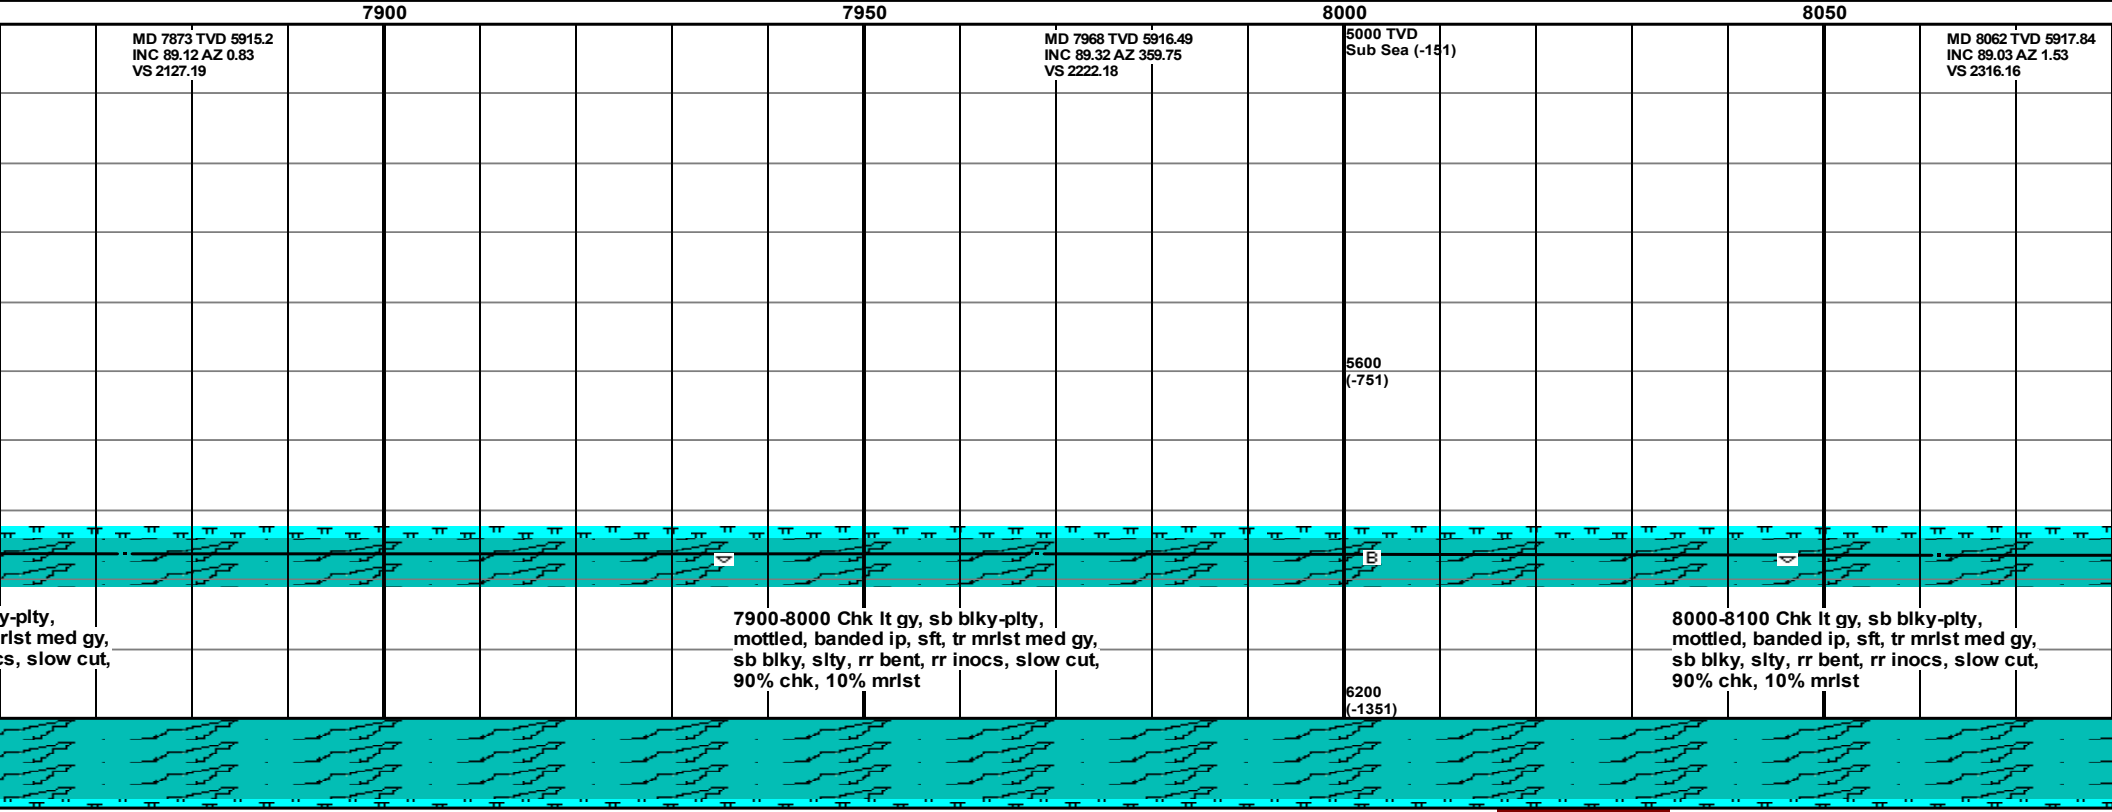 7900
7950
8000
8050
MD 7873 TVD 5915.2
INC 89.12 AZ 0.83
VS 2127.19
MD 7968 TVD 5916.49
INC 89.32 AZ 359.75
VS 2222.18
5000 TVD
Sub Sea (-151)
MD 8062 TVD 5917.84
INC 89.03 AZ 1.53
VS 2316.16
5600
(-751)
B
y-plty,
rlst med gy,
cs, slow cut,
7900-8000 Chk lt gy, sb blky-plty,
mottled, banded ip, sft, tr mrlst med gy,
sb blky, slty, rr bent, rr inocs, slow cut,
90% chk, 10% mrlst
8000-8100 Chk lt gy, sb blky-plty,
mottled, banded ip, sft, tr mrlst med gy,
sb blky, slty, rr bent, rr inocs, slow cut,
90% chk, 10% mrlst
6200
(-1351)